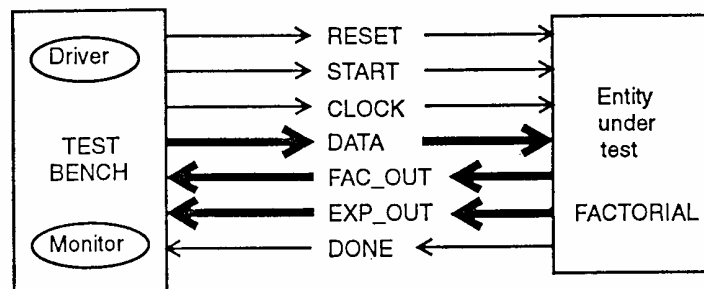 Driver
TEST
BENCH
Monitor
RESET
START
CLOCK
DATA
FAC_OUT
EXP_OUT
DONE
Entity
under
test
FACTORIAL